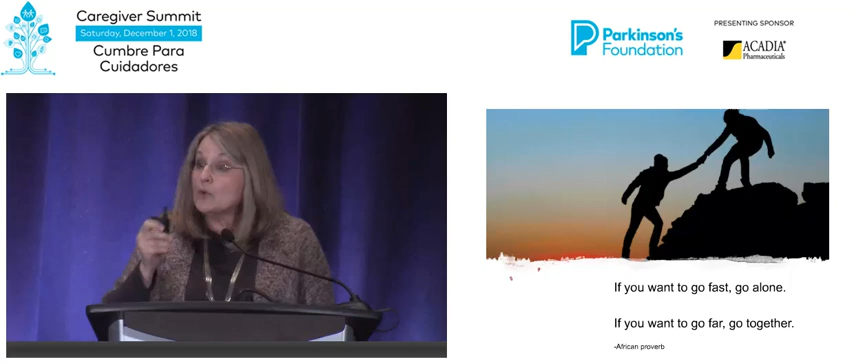 Caregiver Summit
Saturday, December 1, 2018
Cumbre Para
Cuidadores
Parkinson's
Foundation
PRESENTING SPONSOR
ACADIA®
Pharmaceuticals
If you want to go fast, go alone.
If you want to go far, go together.
-African proverb